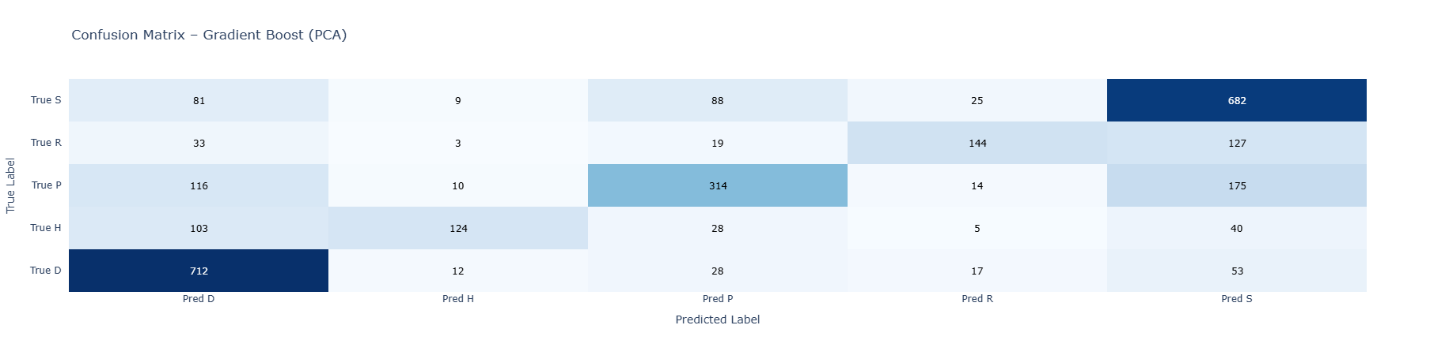 Confusion Matrix – Gradient Boost (PCA)
True Label
True S 81 9 88 25 682
True R 33 3 19 144 127
True P 116 10 314 14 175
True H 103 124 28 5 40
True D 712 12 28 17 53
Pred D Pred H Pred P Pred R Pred S
Predicted Label